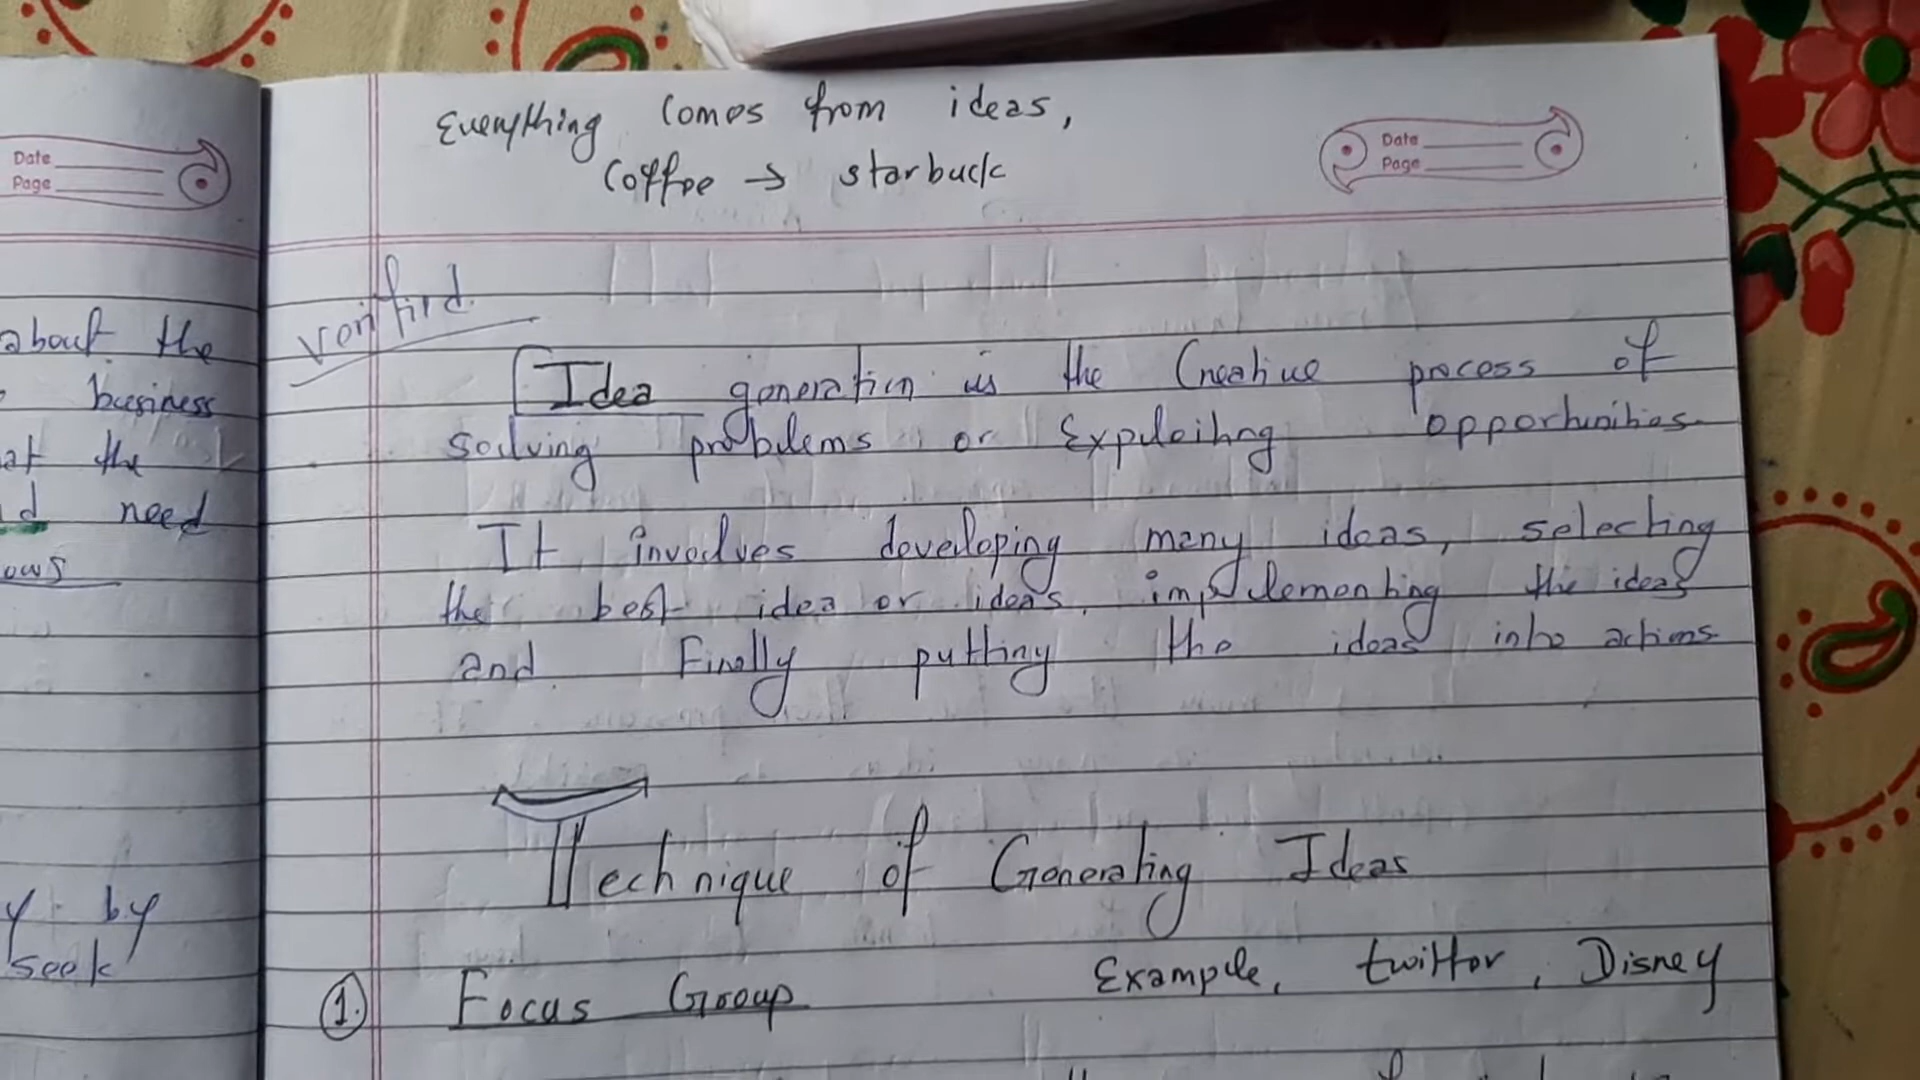 Date
Page
about the
business
at the
need
ows
y by
seek
Everything comes from ideas,
Coffee → starbuck
Date
Page
Idea generation is the Creative process of
solving problems or Exploiting opportunities
It involves developing many ideas, selecting
the best idea or ideas, implementing the ideas
and Finally putting the ideas into actions
Technique of Generating Ideas
1. Focus Group Example, twitter, Disney